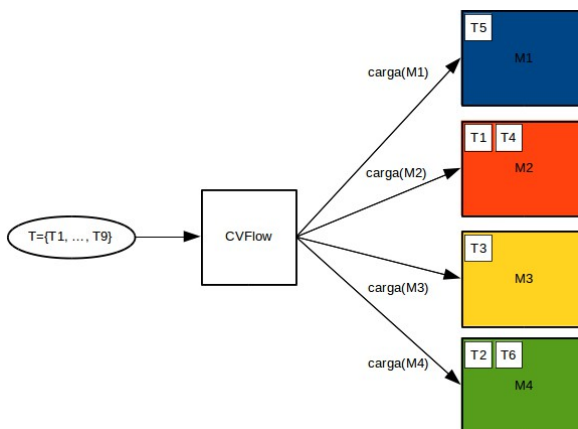 T5
M1
carga(M1)
T1 T4
M2
carga(M2)
T={T1, ..., T9}
CVFlow
T3
M3
carga(M3)
T2 T6
M4
carga(M4)